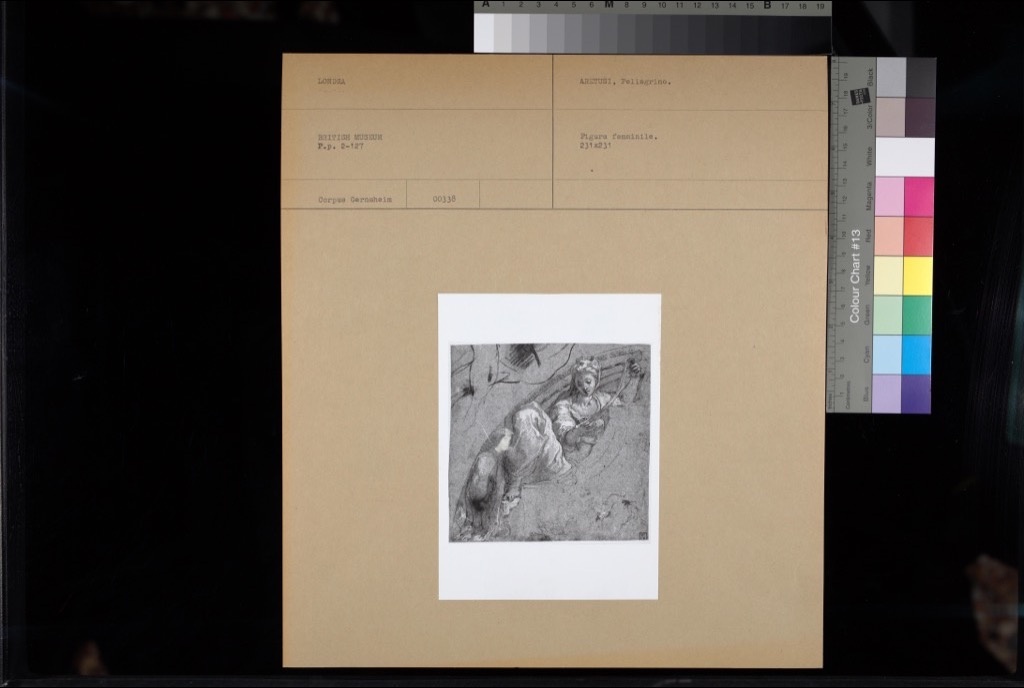 A 1 2 3 4 5 6 M 8 9 10 11 12 13 14 15 B 17 18 19
LONDRA
ARETUSI, Pellegrino.
BRITISH MUSEUM
P.p. 2-127
Figura femminile.
231x231
Corpus Gernsheim
00338
Colour Chart #13
Black
3/Color
White
Magenta
Red
Yellow
Green
Cyan
Blue
Centimetres